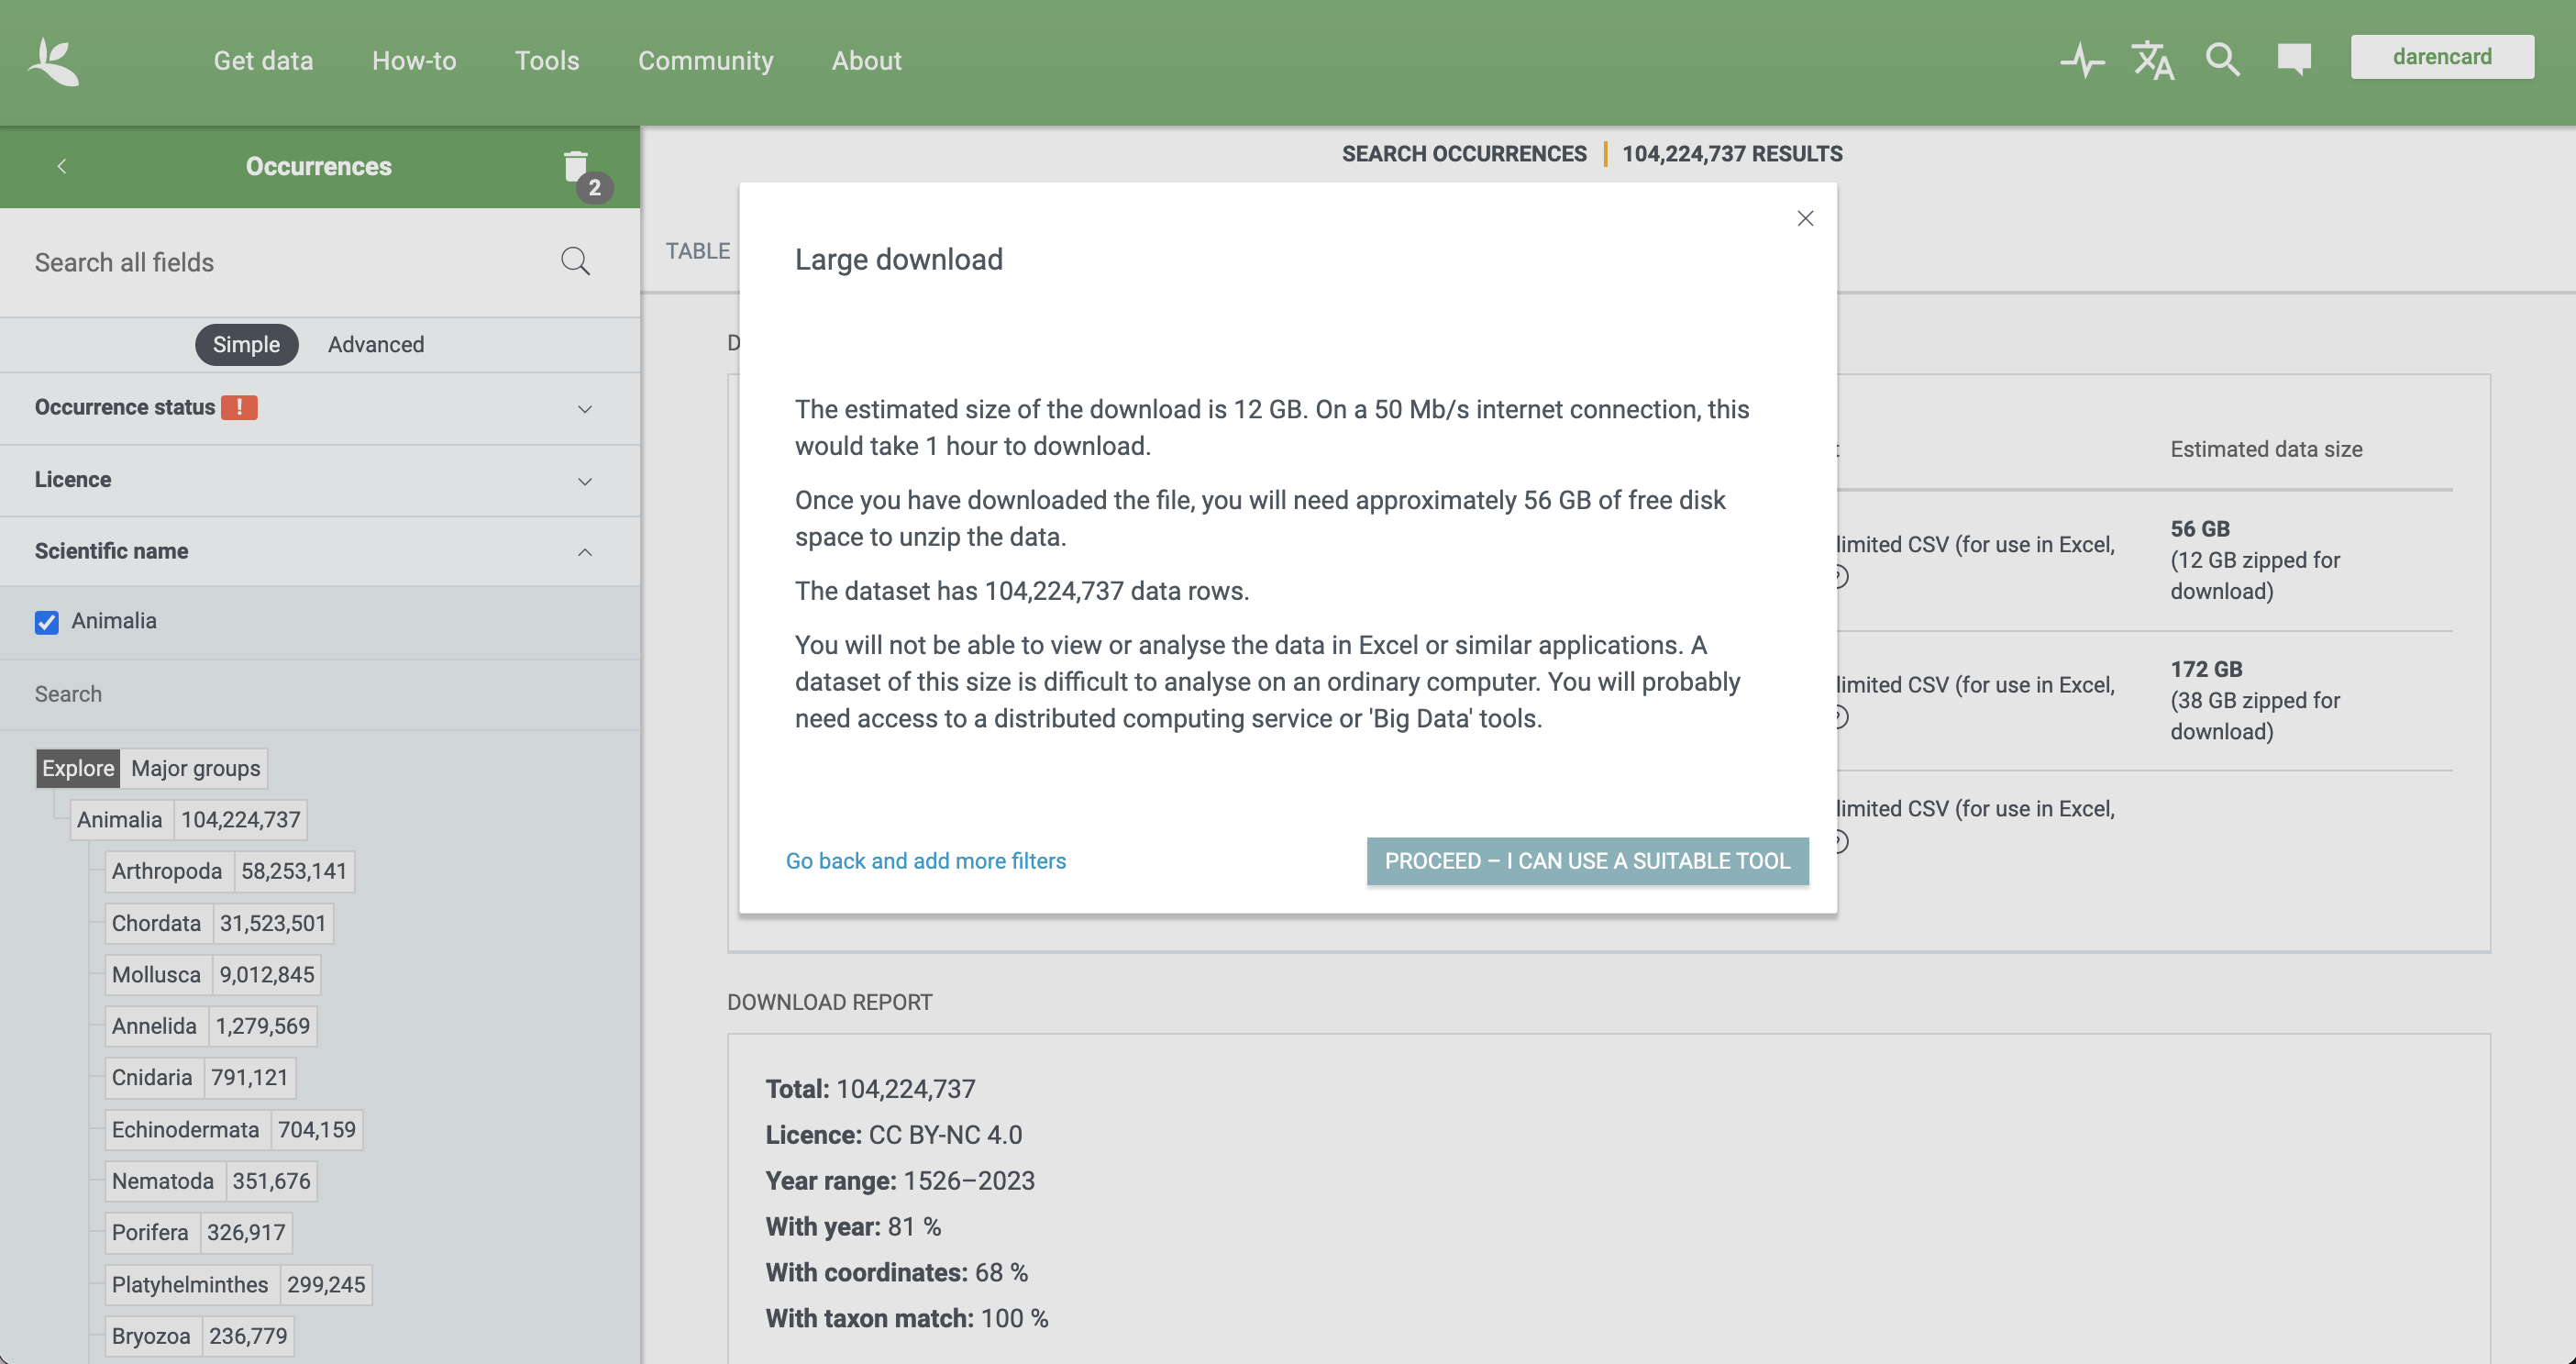 Get data
How-to
Tools
Community
About
darencard
Occurrences
2
Search all fields
Simple
Advanced
Occurrence status !
Licence
Scientific name
Animalia
Search
Explore Major groups
Animalia 104,224,737
Arthropoda 58,253,141
Chordata 31,523,501
Mollusca 9,012,845
Annelida 1,279,569
Cnidaria 791,121
Echinodermata 704,159
Nematoda 351,676
Porifera 326,917
Platyhelminthes 299,245
Bryozoa 236,779
SEARCH OCCURRENCES | 104,224,737 RESULTS
TABLE
D
Large download
The estimated size of the download is 12 GB. On a 50 Mb/s internet connection, this
would take 1 hour to download.
Once you have downloaded the file, you will need approximately 56 GB of free disk
space to unzip the data.
The dataset has 104,224,737 data rows.
You will not be able to view or analyse the data in Excel or similar applications. A
dataset of this size is difficult to analyse on an ordinary computer. You will probably
need access to a distributed computing service or 'Big Data' tools.
Go back and add more filters
PROCEED – I CAN USE A SUITABLE TOOL
Estimated data size
limited CSV (for use in Excel,
56 GB
(12 GB zipped for
download)
limited CSV (for use in Excel,
172 GB
(38 GB zipped for
download)
limited CSV (for use in Excel,
DOWNLOAD REPORT
Total: 104,224,737
Licence: CC BY-NC 4.0
Year range: 1526–2023
With year: 81 %
With coordinates: 68 %
With taxon match: 100 %